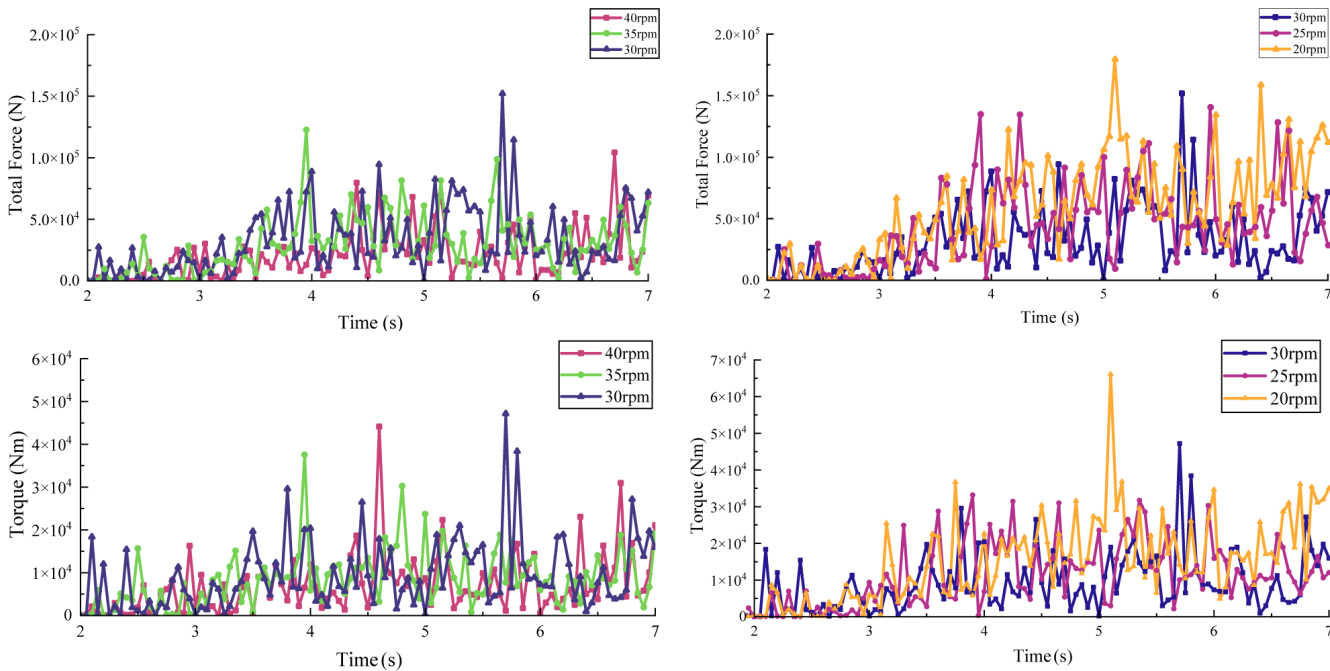 40rpm
35rpm
30rpm
2.0×10⁵
1.5×10⁵
1.0×10⁵
5.0×10⁴
0.0
Total Force (N)
2 3 4 5 6 7
Time (s)
30rpm
25rpm
20rpm
2.0×10⁵
1.5×10⁵
1.0×10⁵
5.0×10⁴
0.0
Total Force (N)
2 3 4 5 6 7
Time (s)
40rpm
35rpm
30rpm
6×10⁴
5×10⁴
4×10⁴
3×10⁴
2×10⁴
1×10⁴
0
Torque (Nm)
2 3 4 5 6 7
Time (s)
30rpm
25rpm
20rpm
7×10⁴
6×10⁴
5×10⁴
4×10⁴
3×10⁴
2×10⁴
1×10⁴
0
Torque (Nm)
2 3 4 5 6 7
Time (s)